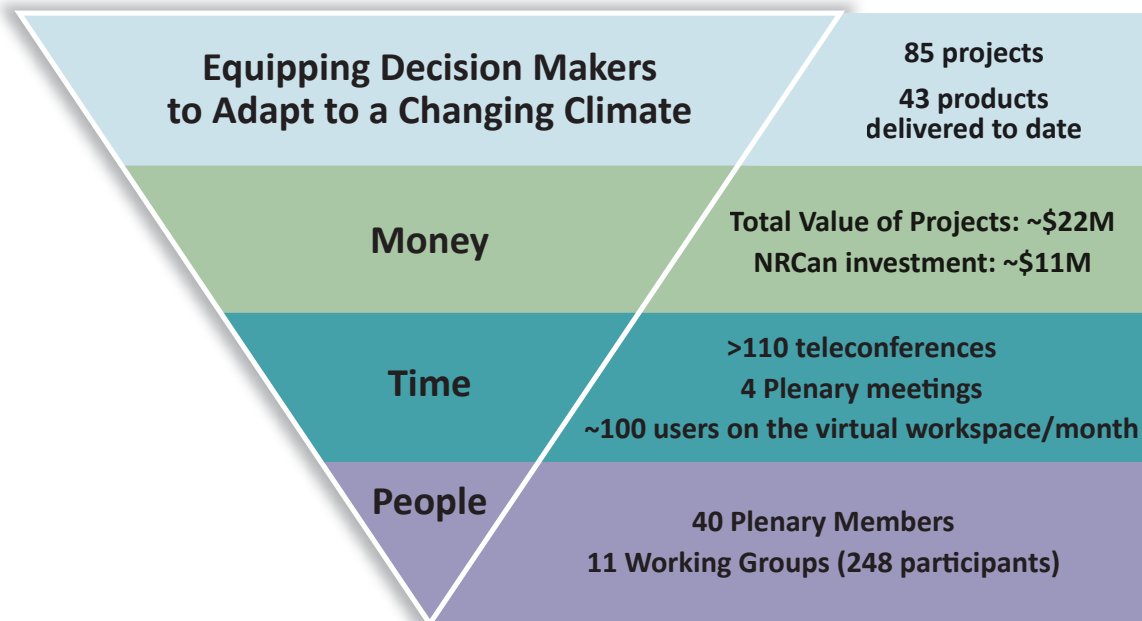 Equipping Decision Makers
to Adapt to a Changing Climate
85 projects
43 products
delivered to date
Money
Total Value of Projects: ~$22M
NRCan investment: ~$11M
Time
>110 teleconferences
4 Plenary meetings
~100 users on the virtual workspace/month
People
40 Plenary Members
11 Working Groups (248 participants)